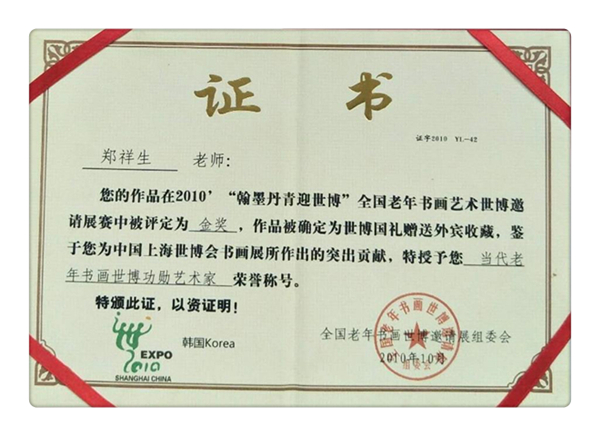 证 书
证字2010 YL-42
郑祥生 老师：
您的作品在2010’“翰墨丹青迎世博”全国老年书画艺术世博邀
请展赛中被评定为 金奖 ，作品被确定为世博国礼赠送外宾收藏，鉴
于您为中国上海世博会书画展所作出的突出贡献，特授予您 当代老
年书画世博功勋艺术家 荣誉称号。
特颁此证，以资证明！
EXPO
2010
SHANGHAI CHINA
韩国Korea
全国老年书画世博邀请展组委会
2010年10月